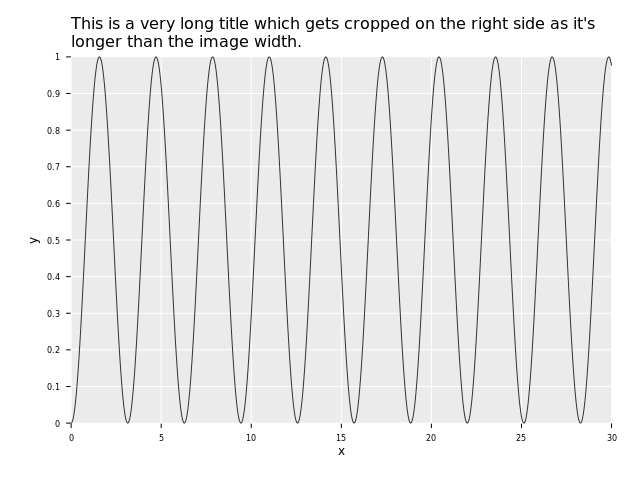 This is a very long title which gets cropped on the right side as it's
longer than the image width.
1
0.9
0.8
0.7
0.6
0.5
0.4
0.3
0.2
0.1
0
y
0 5 10 15 20 25 30
x